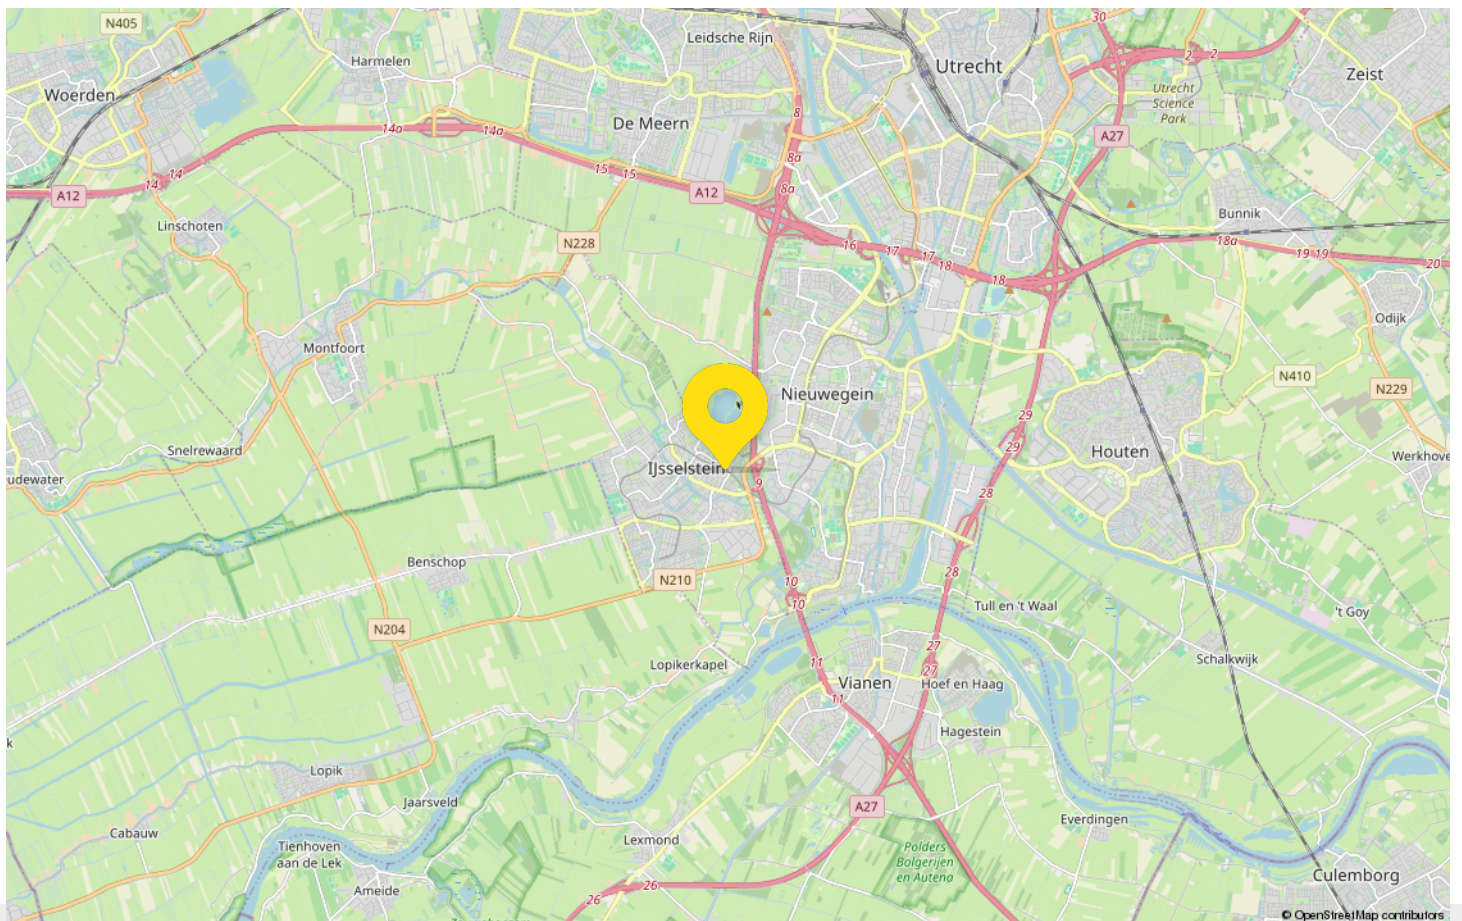 N405
Leidsche Rijn
30
Harmelen
Utrecht
2
2
Zeist
Woerden
Utrecht
Science
Park
8
De Meern
14a
14a
A27
8a
15
15
14
14
A12
A12
8a
Linschoten
Bunnik
N228
16
17
17
18
18a
19
19
20
18
Odijk
Montfoort
N410
Nieuwegein
N229
29
29
Snelrewaard
Houten
Werkhove
udewater
IJsselstein
9
28
Benschop
28
N210
10
10
Tull en 't Waal
't Goy
N204
27
Schalkwijk
Lopikerkapel
11
27
Vianen
Hoef en Haag
11
Hagestein
k
Lopik
Jaarsveld
A27
Everdingen
Cabauw
Lexmond
Tienhoven
aan de Lek
Polders
Bolgerijen
en Autena
Culemborg
26
26
Ameide
© OpenStreetMap contributors